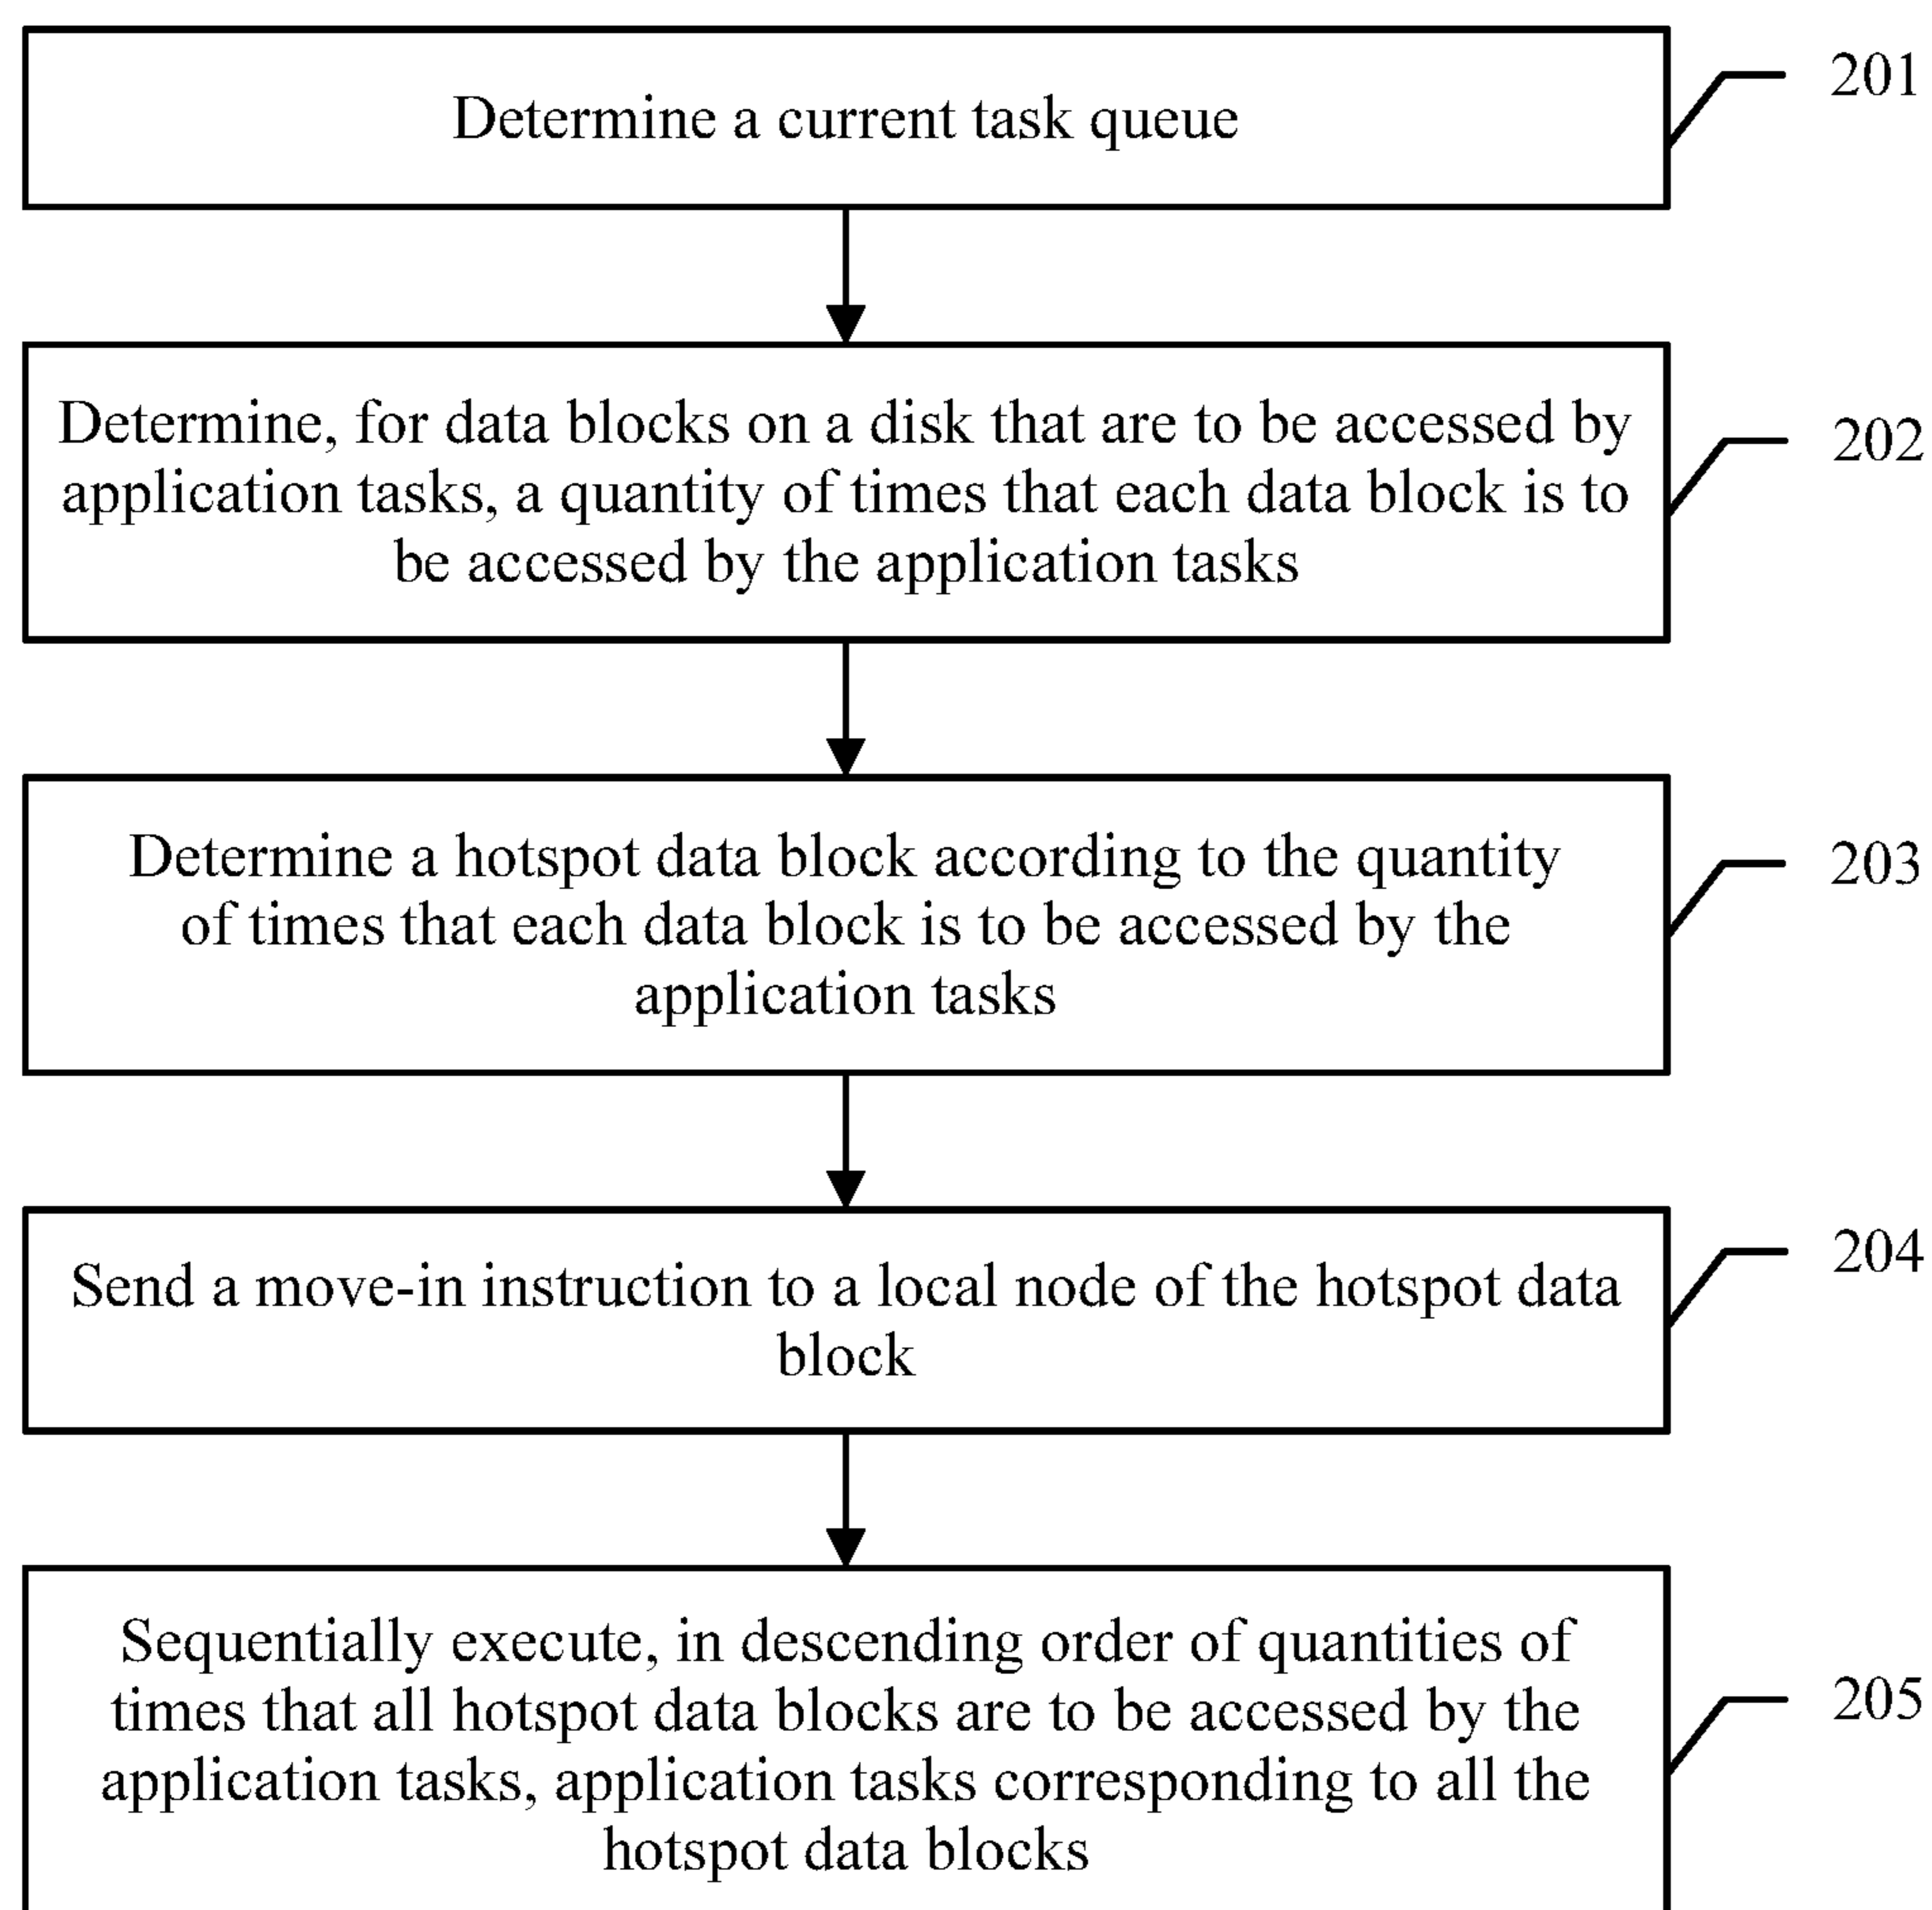 Determine a current task queue
201
Determine, for data blocks on a disk that are to be accessed by
application tasks, a quantity of times that each data block is to
be accessed by the application tasks
202
Determine a hotspot data block according to the quantity
of times that each data block is to be accessed by the
application tasks
203
Send a move-in instruction to a local node of the hotspot data
block
204
Sequentially execute, in descending order of quantities of
times that all hotspot data blocks are to be accessed by the
application tasks, application tasks corresponding to all the
hotspot data blocks
205